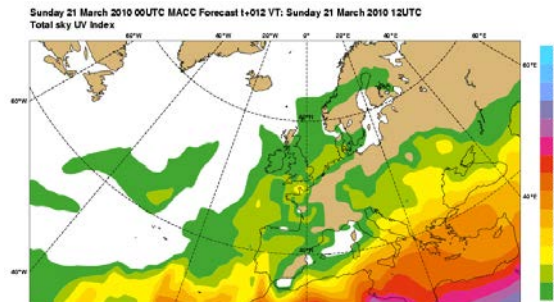 Sunday 21 March 2010 00UTC MACC Forecast t+012 VT: Sunday 21 March 2010 12UTC
Total sky UV Index
60°W
40°W
20°W
0°E
20°E
40°E
60°E
60°W
60°N
40°E
40°W
40°N